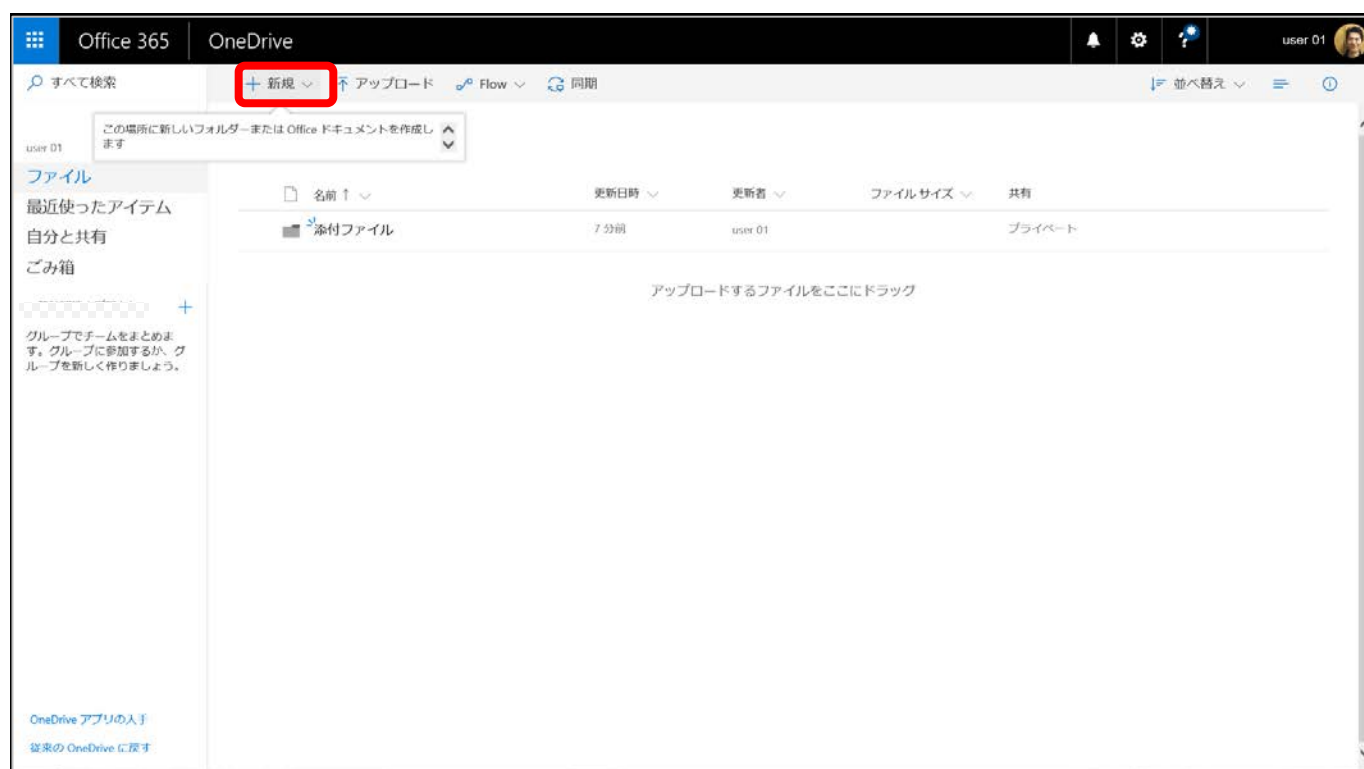 Office 365
OneDrive
user 01
すべて検索
新規
アップロード
Flow
同期
並べ替え
この場所に新しいフォルダーまたは Office ドキュメントを作成し
ます
user 01
ファイル
最近使ったアイテム
自分と共有
ごみ箱
グループでチームをまとめま
す。グループに参加するか、グ
ループを新しく作りましょう。
名前
更新日時
更新者
ファイル サイズ
共有
添付ファイル
7 分前
user 01
プライベート
アップロードするファイルをここにドラッグ
OneDrive アプリの入手
従来の OneDrive に戻す